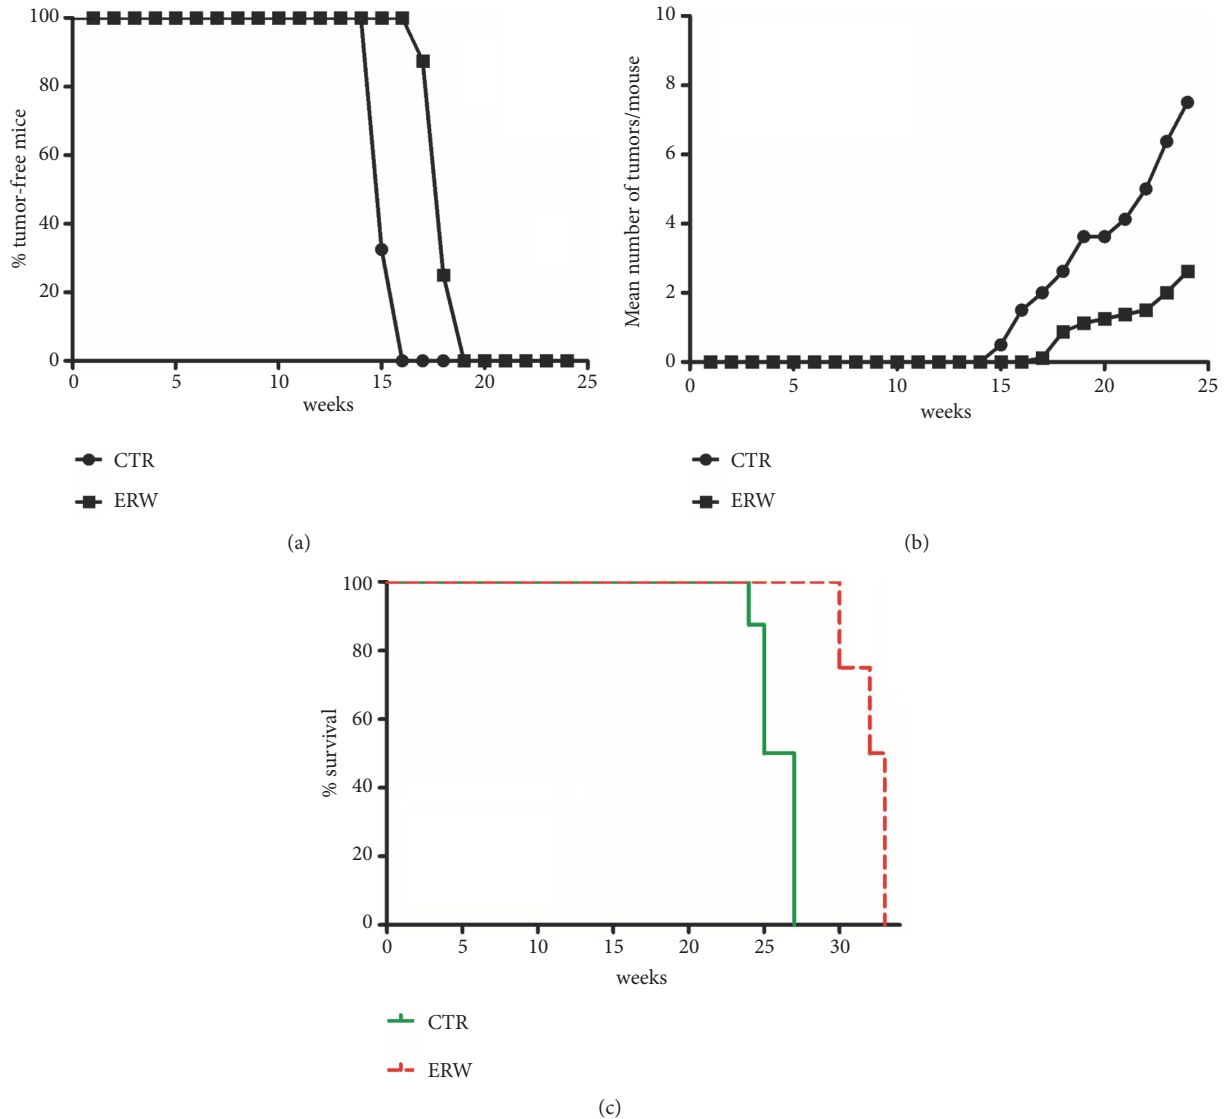 100
80
60
40
20
0
% tumor-free mice
0 5 10 15 20 25
weeks
CTR
ERW
(a)
10
8
6
4
2
0
Mean number of tumors/mouse
0 5 10 15 20 25
weeks
CTR
ERW
(b)
100
80
60
40
20
0
% survival
0 5 10 15 20 25 30
weeks
CTR
ERW
(c)